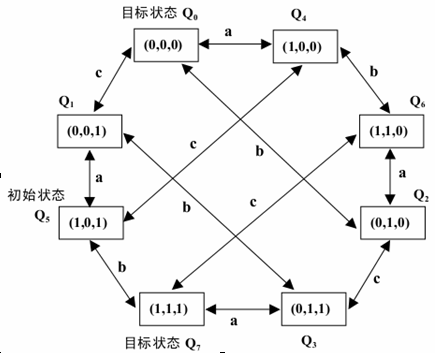 目标状态 Q₀
Q₄
(0,0,0)
a
(1,0,0)
c
b
Q₁
Q₆
(0,0,1)
(1,1,0)
c
b
a
a
初始状态
Q₅
b
c
Q₂
(1,0,1)
(0,1,0)
b
c
(1,1,1)
a
(0,1,1)
目标状态 Q₇
Q₃